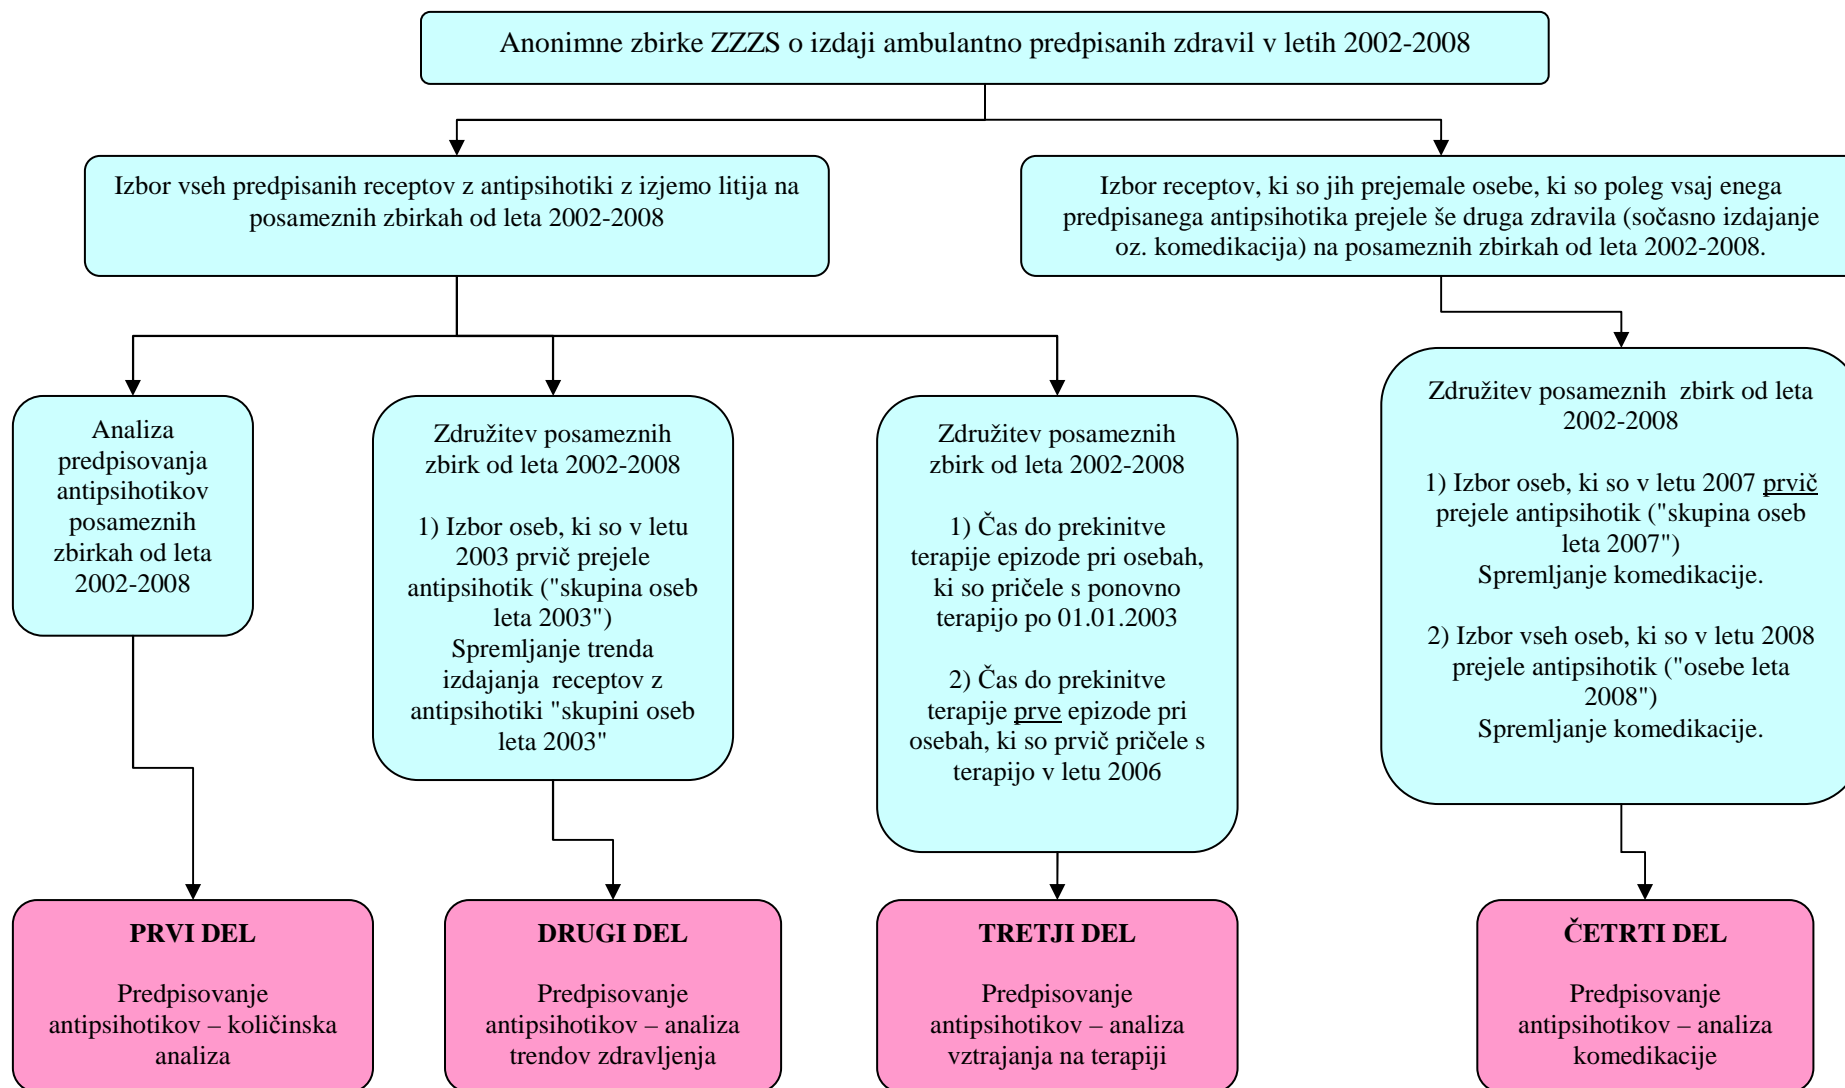 Anonimne zbirke ZZZS o izdaji ambulantno predpisanih zdravil v letih 2002-2008
Izbor vseh predpisanih receptov z antipsihotiki z izjemo litija na
posameznih zbirkah od leta 2002-2008
Izbor receptov, ki so jih prejemale osebe, ki so poleg vsaj enega
predpisanega antipsihotika prejele še druga zdravila (sočasno izdajanje
oz. komedikacija) na posameznih zbirkah od leta 2002-2008.
Analiza
predpisovanja
antipsihotikov
posameznih
zbirkah od leta
2002-2008
Združitev posameznih
zbirk od leta 2002-2008
1) Izbor oseb, ki so v letu
2003 prvič prejele
antipsihotik ("skupina oseb
leta 2003")
Spremljanje trenda
izdajanja receptov z
antipsihotiki "skupini oseb
leta 2003"
Združitev posameznih
zbirk od leta 2002-2008
1) Čas do prekinitve
terapije epizode pri osebah,
ki so pričele s ponovno
terapijo po 01.01.2003
2) Čas do prekinitve
terapije prve epizode pri
osebah, ki so prvič pričele s
terapijo v letu 2006
Združitev posameznih zbirk od leta
2002-2008
1) Izbor oseb, ki so v letu 2007 prvič
prejele antipsihotik ("skupina oseb
leta 2007")
Spremljanje komedikacije.
2) Izbor vseh oseb, ki so v letu 2008
prejele antipsihotik ("osebe leta
2008")
Spremljanje komedikacije.
PRVI DEL
Predpisovanje
antipsihotikov – količinska
analiza
DRUGI DEL
Predpisovanje
antipsihotikov – analiza
trendov zdravljenja
TRETJI DEL
Predpisovanje
antipsihotikov – analiza
vztrajanja na terapiji
ČETRTI DEL
Predpisovanje
antipsihotikov – analiza
komedikacije